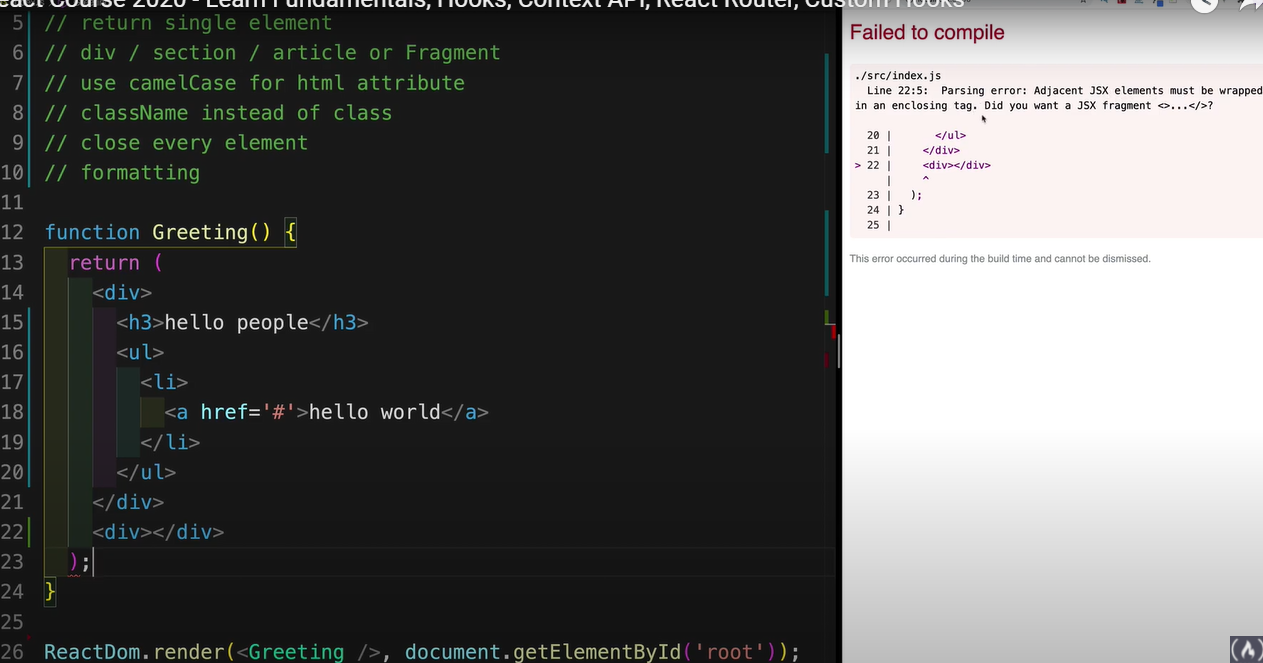 eact Course 2020 - Learn Fundamentals, Hooks, Context API, React Router, Custom Hooks
5 // return single element
6 // div / section / article or Fragment
7 // use camelCase for html attribute
8 // className instead of class
9 // close every element
10 // formatting
11
12 function Greeting() {
13 return (
14 <div>
15 <h3>hello people</h3>
16 <ul>
17 <li>
18 <a href='#'>hello world</a>
19 </li>
20 </ul>
21 </div>
22 <div></div>
23 );
24 }
25
26 ReactDom.render(<Greeting />, document.getElementById('root'));
Failed to compile
./src/index.js
Line 22:5: Parsing error: Adjacent JSX elements must be wrapped
in an enclosing tag. Did you want a JSX fragment <>...</>?
20 | </ul>
21 | </div>
> 22 | <div></div>
| ^
23 | );
24 | }
25 |
This error occurred during the build time and cannot be dismissed.